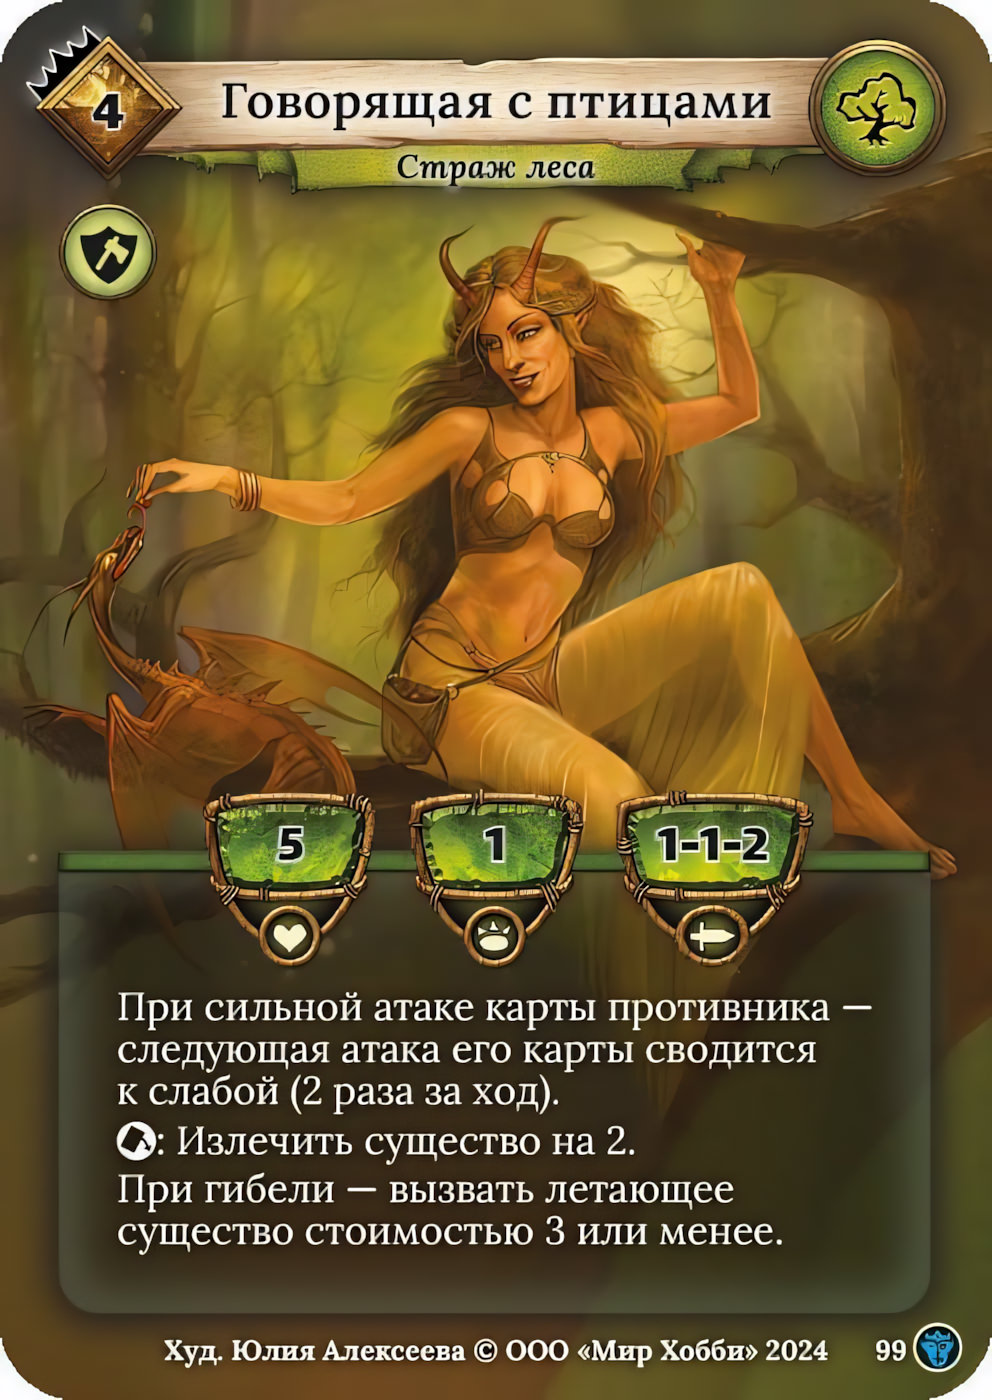 4
Говорящая с птицами
Страж леса
5
1
1-1-2
При сильной атаке карты противника —
следующая атака его карты сводится
к слабой (2 раза за ход).
: Излечить существо на 2.
При гибели — вызвать летающее
существо стоимостью 3 или менее.
Худ. Юлия Алексеева © ООО «Мир Хобби» 2024
99